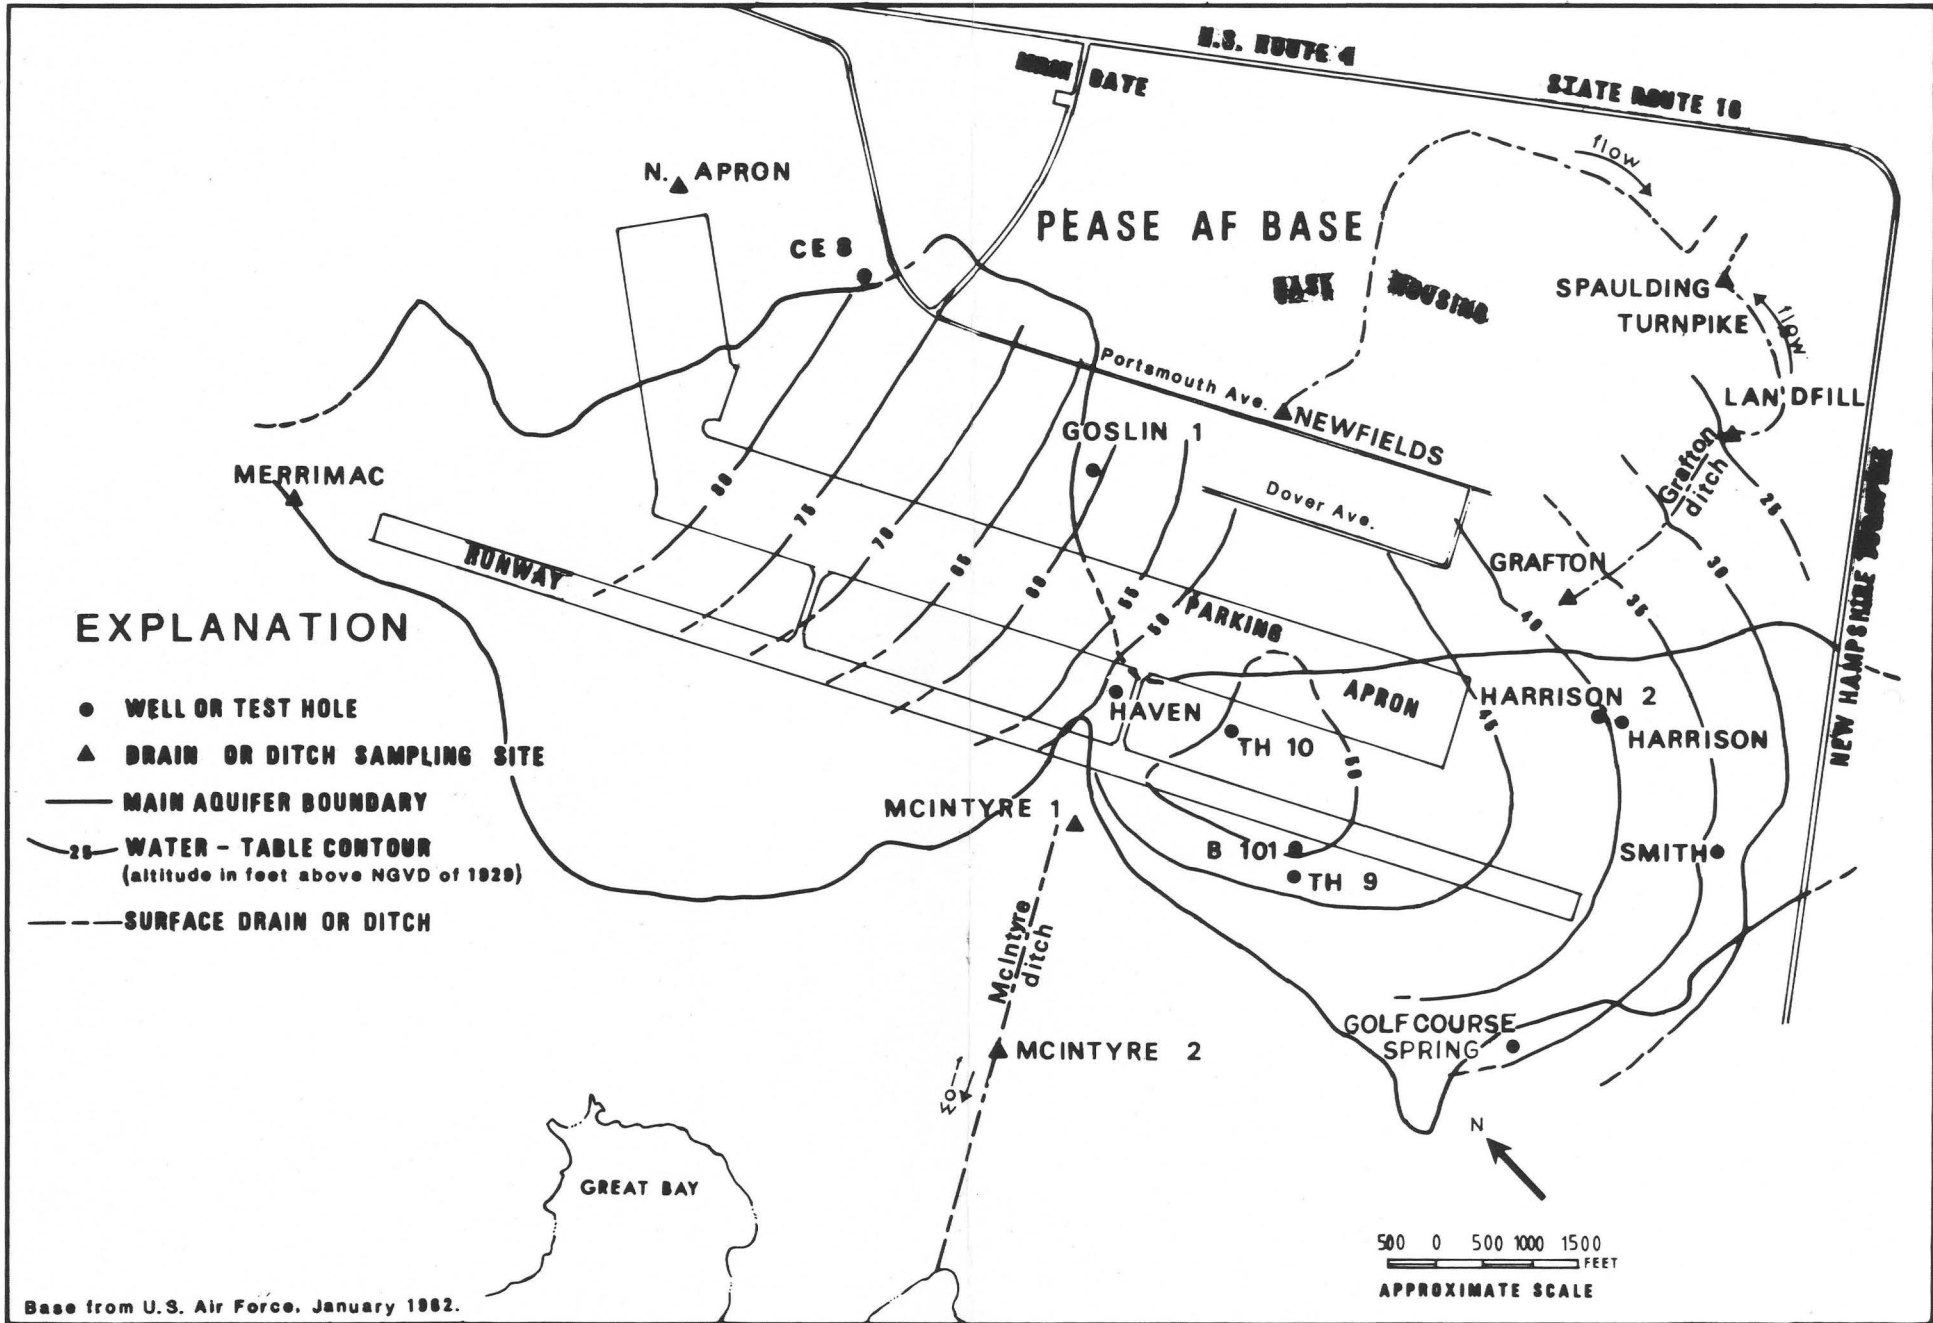 U.S. ROUTE 4
STATE ROUTE 16
GATE
flow
N. APRON
PEASE AF BASE
CE 8
EAST HOUSING
SPAULDING
TURNPIKE
flow
Portsmouth Ave.
NEWFIELDS
LANDFILL
GOSLIN 1
Grafton
ditch
MERRIMAC
Dover Ave.
25
80
75
70
65
60
55
50
RUNWAY
PARKING
GRAFTON
40
35
30
NEW HAMPSHIRE TURNPIKE
EXPLANATION
WELL OR TEST HOLE
DRAIN OR DITCH SAMPLING SITE
MAIN AQUIFER BOUNDARY
25 WATER - TABLE CONTOUR
(altitude in feet above NGVD of 1929)
SURFACE DRAIN OR DITCH
HAVEN
APRON
HARRISON 2
45
HARRISON
TH 10
50
MCINTYRE 1
B 101
TH 9
SMITH
McIntyre
ditch
GOLF COURSE
SPRING
MCINTYRE 2
N
GREAT BAY
500 0 500 1000 1500
FEET
APPROXIMATE SCALE
Base from U.S. Air Force, January 1982.